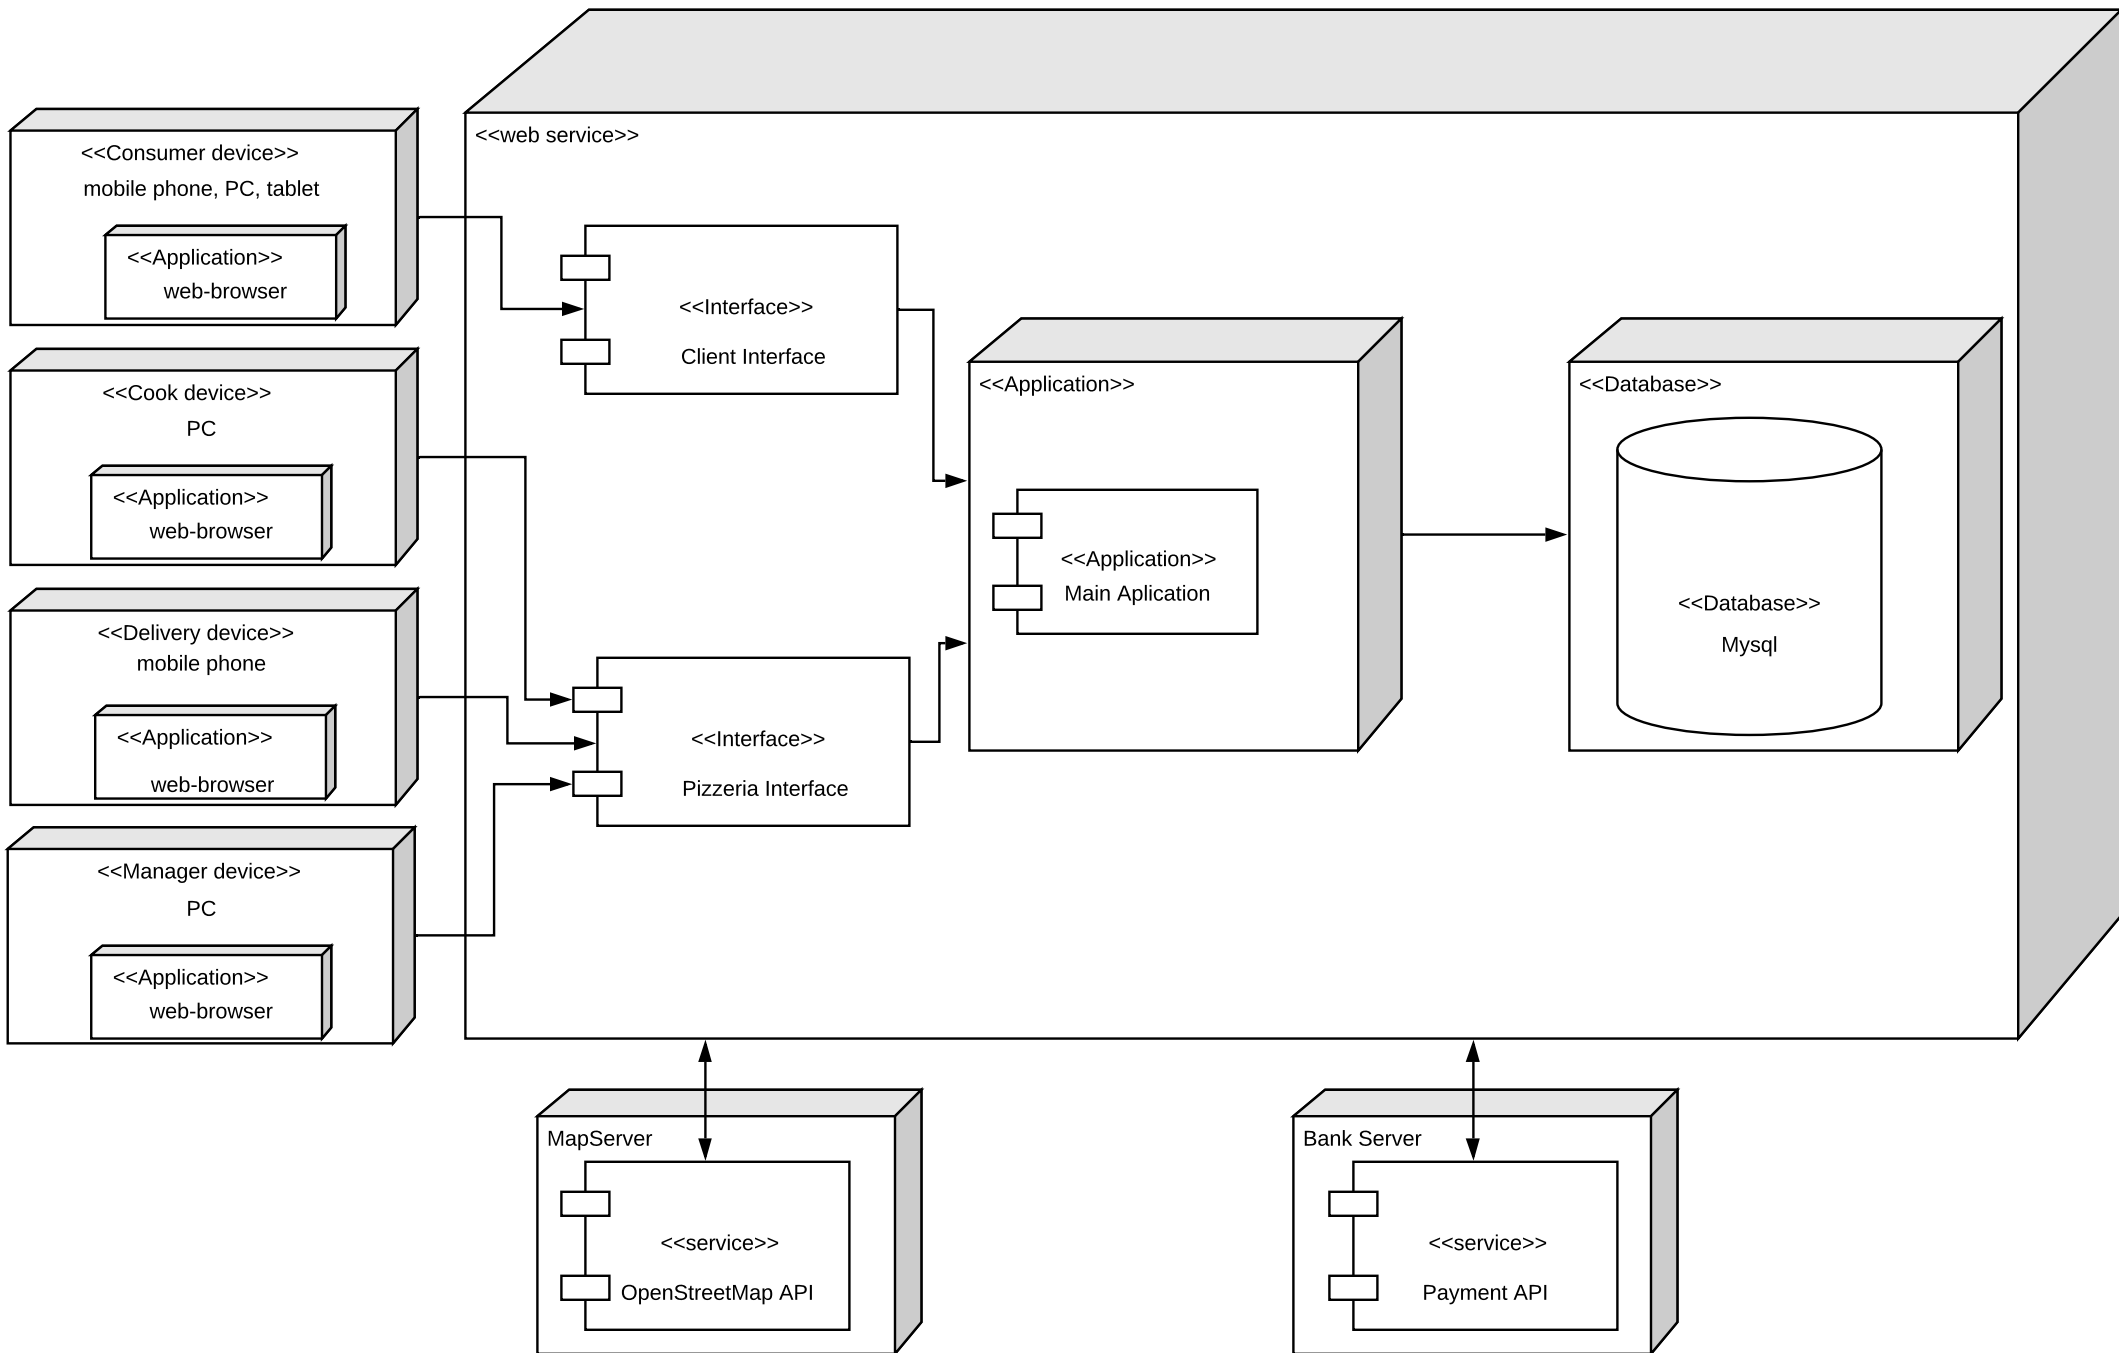 <<web service>>
<<Consumer device>>
mobile phone, PC, tablet
<<Application>>
web-browser
<<Cook device>>
PC
<<Application>>
web-browser
<<Delivery device>>
mobile phone
<<Application>>
web-browser
<<Manager device>>
PC
<<Application>>
web-browser
<<Interface>>
Client Interface
<<Interface>>
Pizzeria Interface
<<Application>>
<<Application>>
Main Aplication
<<Database>>
<<Database>>
Mysql
MapServer
<<service>>
OpenStreetMap API
Bank Server
<<service>>
Payment API